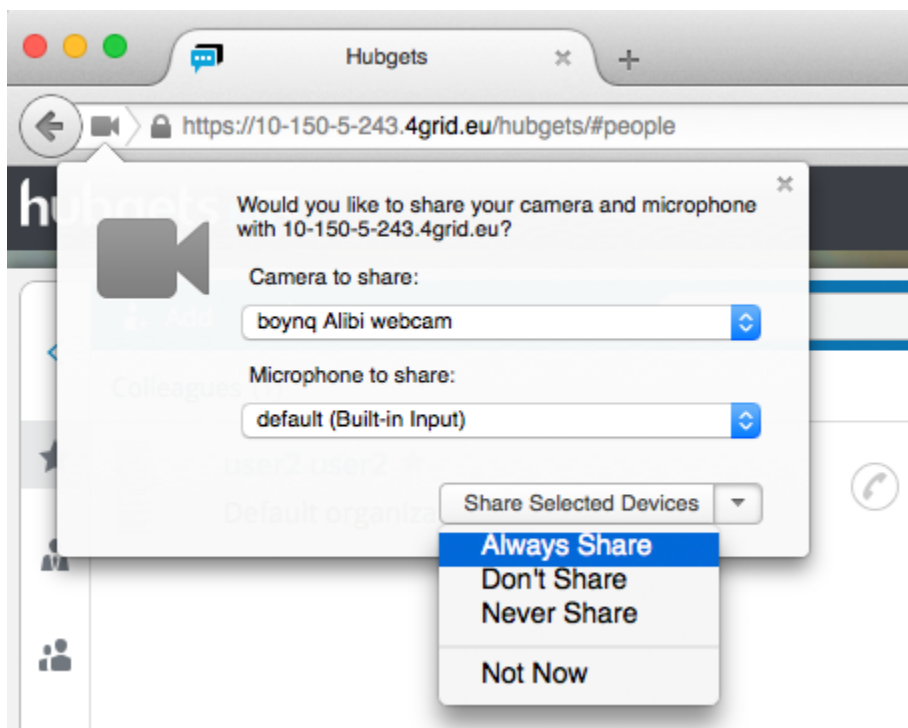 Hubgets
https://10-150-5-243.4grid.eu/hubgets/#people
hubgets
Would you like to share your camera and microphone
with 10-150-5-243.4grid.eu?
Camera to share:
Add
boynq Alibi webcam
Microphone to share:
Colleagues
default (Built-in Input)
user2 user2
Share Selected Devices
Default organiza
Always Share
Don't Share
Never Share
Not Now